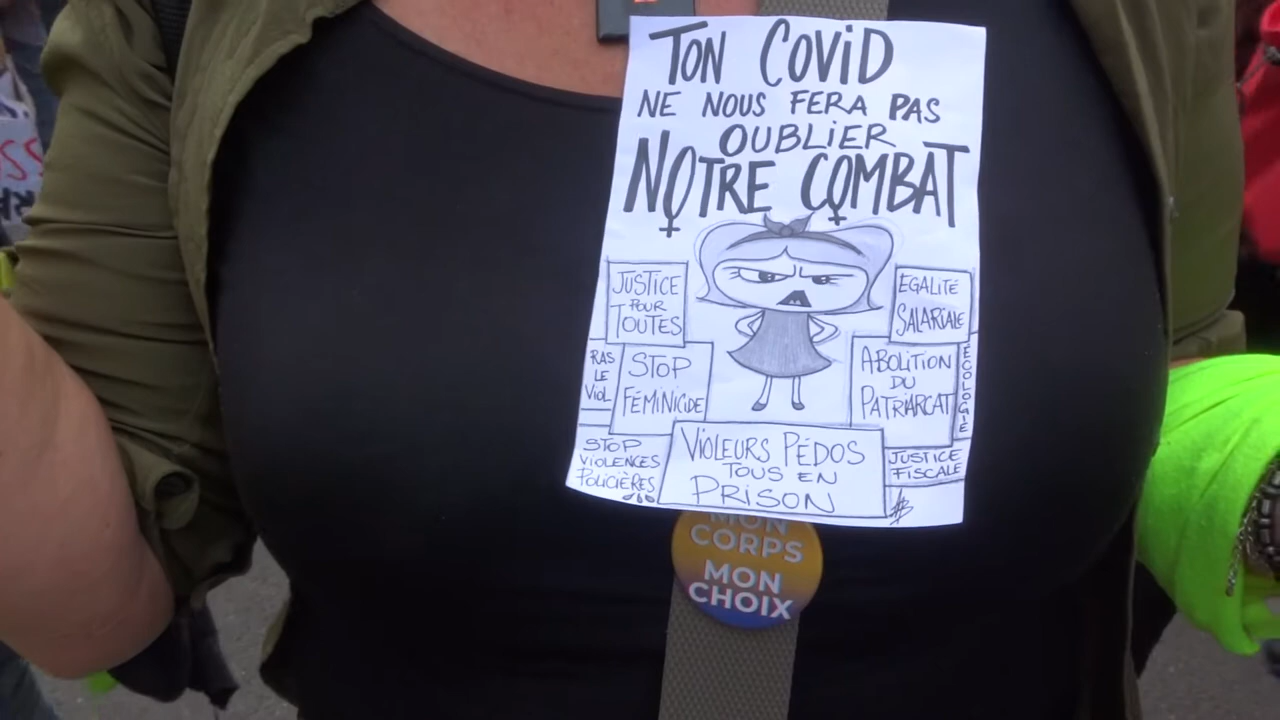 TON COVID
NE NOUS FERA PAS
OUBLIER
NOTRE COMBAT
JUSTICE
POUR
TOUTES
EGALITÉ
SALARIALE
RAS
LE
VIOL
STOP
FÉMINICIDE
ABOLITION
DU
PATRIARCAT
ÉCOLOGIE
STOP
VIOLENCES
POLICIÈRES
VIOLEURS PÉDOS
TOUS EN
PRISON
JUSTICE
FISCALE
MON
CORPS
MON
CHOIX